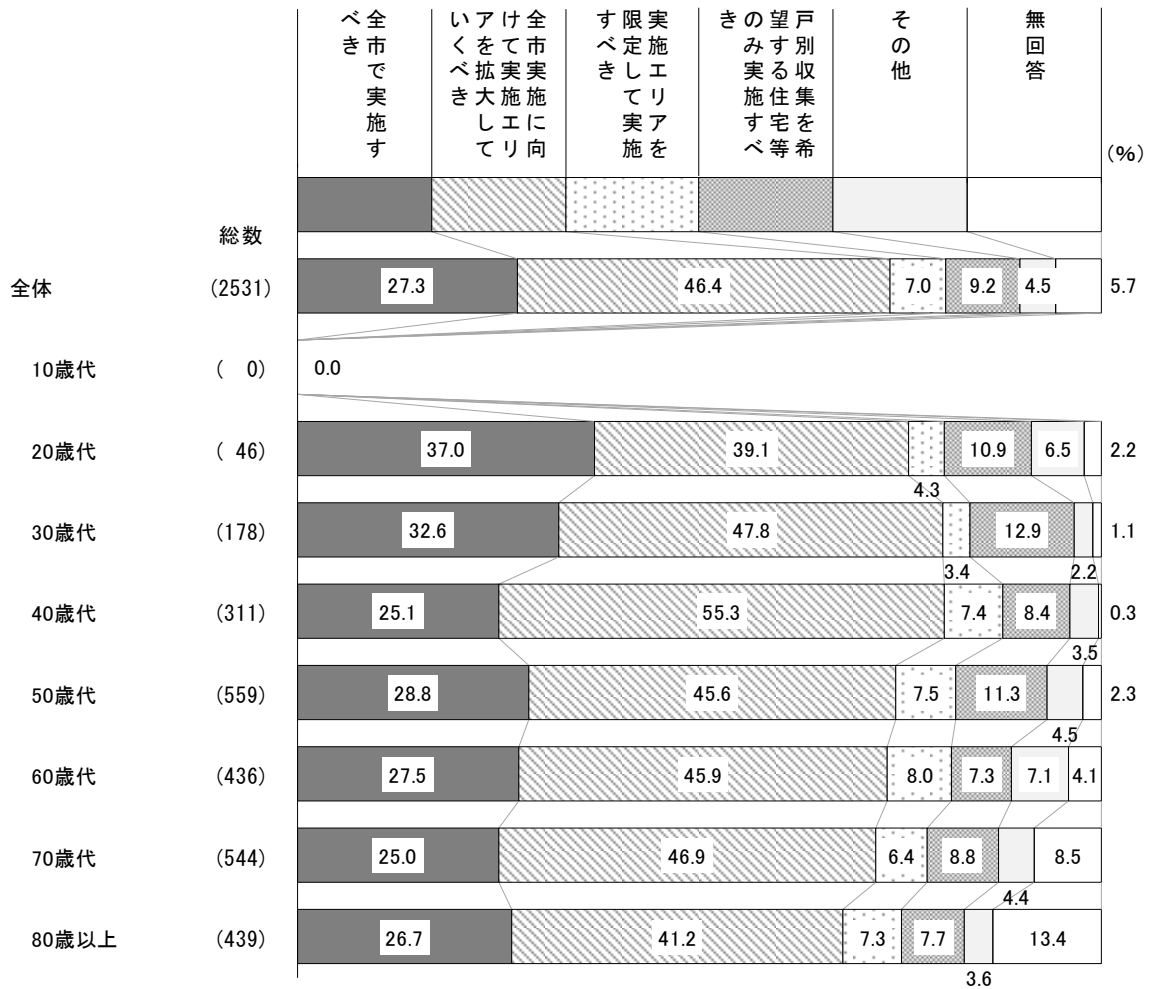 全市で実施す
べき
全市実施に向
けて実施エリ
アを拡大して
いくべき
実施エリアを
限定して実施
すべき
戸別収集を希
望する住宅等
のみ実施すべ
き
その他
無回答
(%)
総数
全体 (2531) 27.3 46.4 7.0 9.2 4.5 5.7
10歳代 ( 0) 0.0
20歳代 ( 46) 37.0 39.1 4.3 10.9 6.5 2.2
30歳代 (178) 32.6 47.8 3.4 12.9 2.2 1.1
40歳代 (311) 25.1 55.3 7.4 8.4 3.5 0.3
50歳代 (559) 28.8 45.6 7.5 11.3 4.5 2.3
60歳代 (436) 27.5 45.9 8.0 7.3 7.1 4.1
70歳代 (544) 25.0 46.9 6.4 8.8 4.4 8.5
80歳以上 (439) 26.7 41.2 7.3 7.7 3.6 13.4